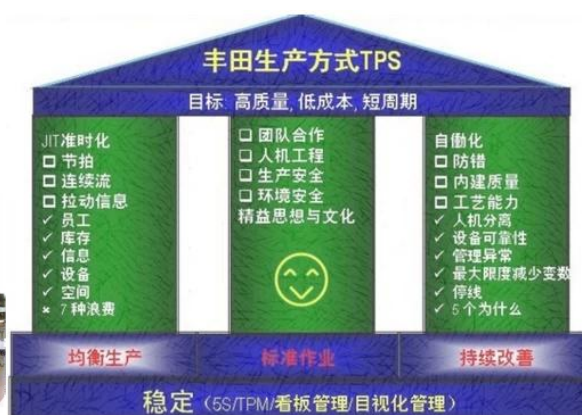 丰田生产方式TPS
目标: 高质量, 低成本, 短周期
JIT准时化
□ 节拍
□ 连续流
□ 拉动信息
✓ 员工
✓ 库存
✓ 信息
✓ 设备
✓ 空间
× 7 种浪费
□ 团队合作
□ 人机工程
□ 生产安全
□ 环境安全
精益思想与文化
自働化
□ 防错
□ 内建质量
□ 工艺能力
✓ 人机分离
✓ 设备可靠性
✓ 管理异常
✓ 最大限度减少变数
✓ 停线
✓ 5 个为什么
均衡生产
标准作业
持续改善
稳定（5S/TPM/看板管理/目视化管理）